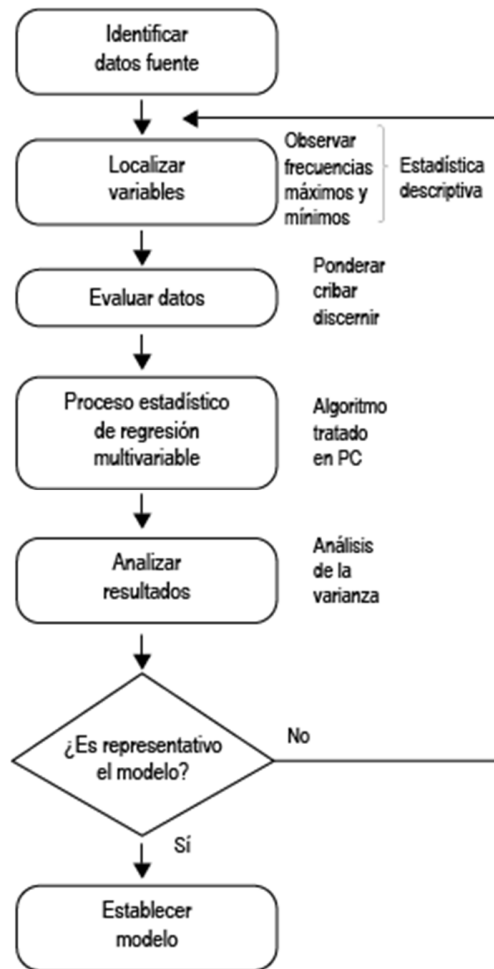 Identificar
datos fuente
Localizar
variables
Observar
frecuencias
máximos y
mínimos
Estadística
descriptiva
Evaluar datos
Ponderar
cribar
discernir
Proceso estadístico
de regresión
multivariable
Algoritmo
tratado
en PC
Analizar
resultados
Análisis
de la
varianza
¿Es representativo
el modelo?
No
Sí
Establecer
modelo